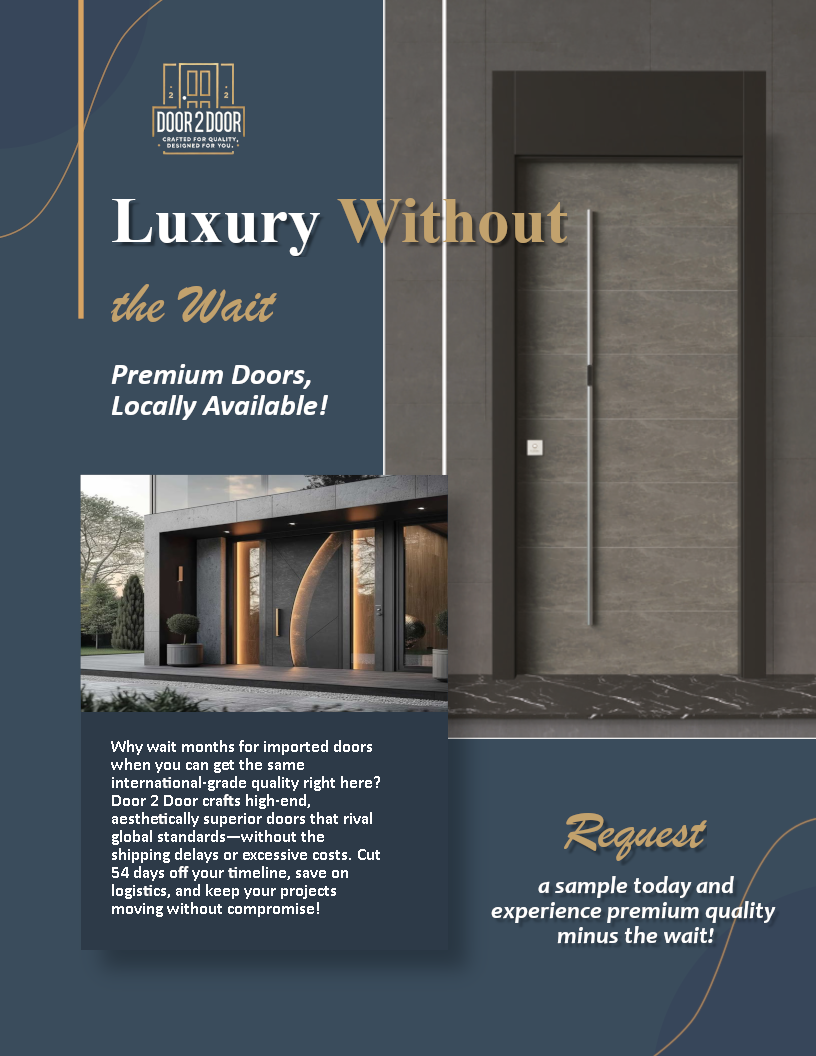 2 2
DOOR 2 DOOR
CRAFTED FOR QUALITY,
DESIGNED FOR YOU.
Luxury Without
the Wait
Premium Doors,
Locally Available!
Why wait months for imported doors
when you can get the same
international-grade quality right here?
Door 2 Door crafts high-end,
aesthetically superior doors that rival
global standards—without the
shipping delays or excessive costs. Cut
54 days off your timeline, save on
logistics, and keep your projects
moving without compromise!
Request
a sample today and
experience premium quality
minus the wait!